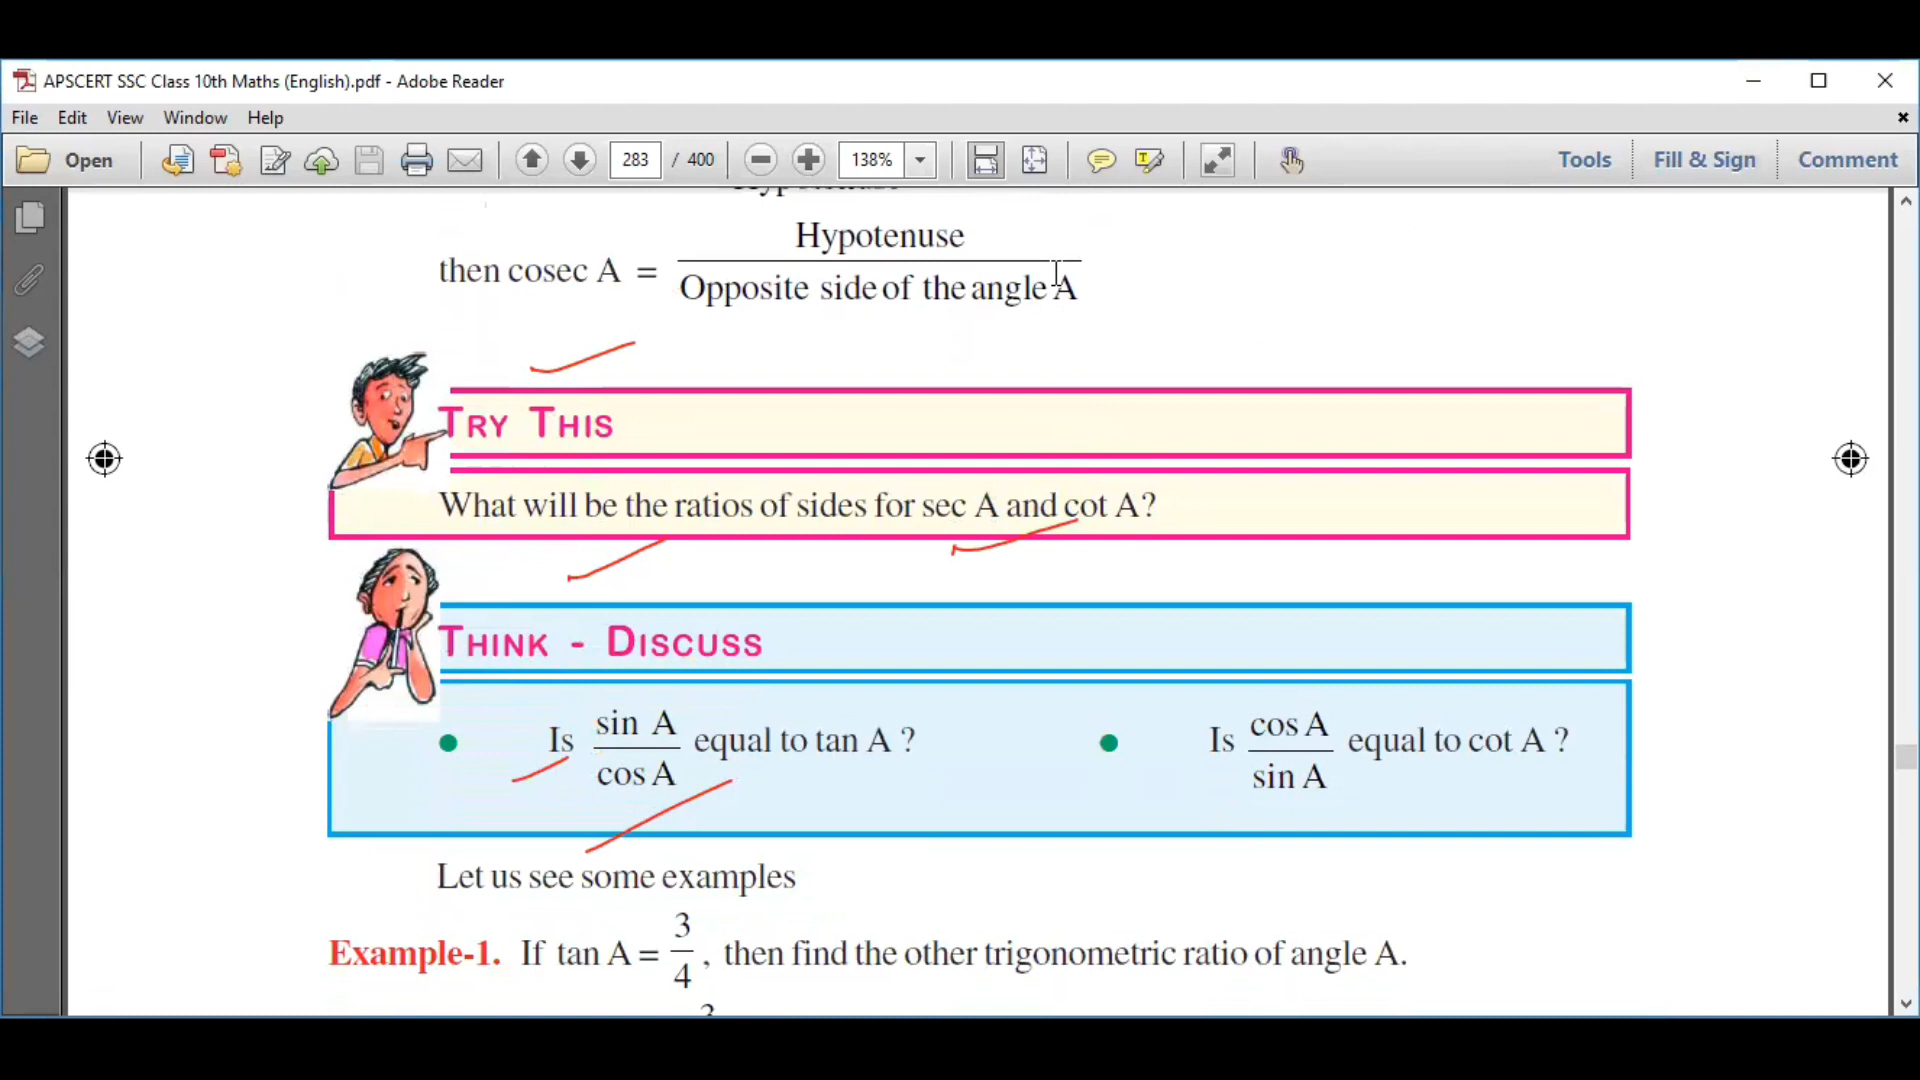 APSCERT SSC Class 10th Maths (English).pdf - Adobe Reader
File Edit View Window Help
Open 283 / 400 138% Tools Fill & Sign Comment
Hypotenuse
then cosec A = Hypotenuse
Opposite side of the angle A
TRY THIS
What will be the ratios of sides for sec A and cot A?
THINK - DISCUSS
• Is sin A / cos A equal to tan A ? • Is cos A / sin A equal to cot A ?
Let us see some examples
Example-1. If tan A = 3/4 , then find the other trigonometric ratio of angle A.